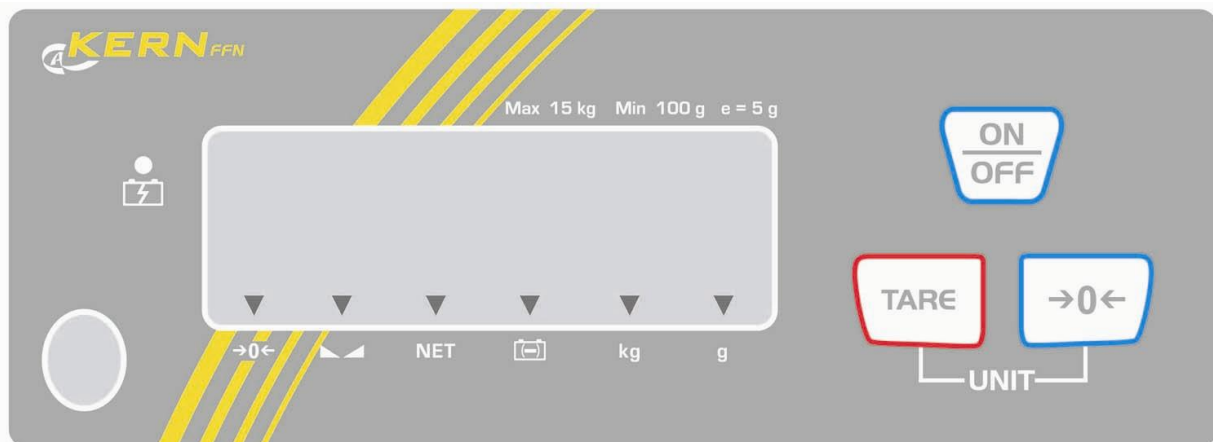 KERN FFN
Max 15 kg Min 100 g e = 5 g
ON
OFF
TARE →0←
→0← NET kg g
UNIT